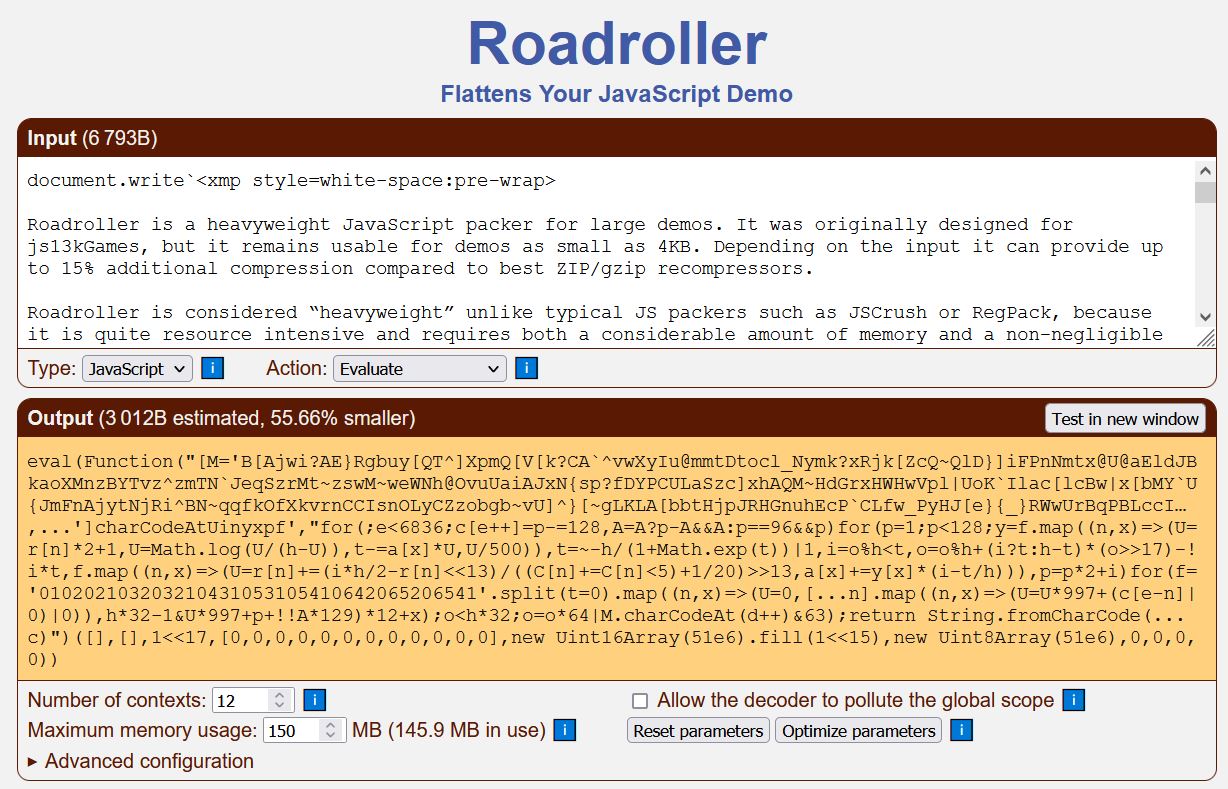 Roadroller
Flattens Your JavaScript Demo
Input (6 793B)
document.write`<xmp style=white-space:pre-wrap>
Roadroller is a heavyweight JavaScript packer for large demos. It was originally designed for
js13kGames, but it remains usable for demos as small as 4KB. Depending on the input it can provide up
to 15% additional compression compared to best ZIP/gzip recompressors.
Roadroller is considered “heavyweight” unlike typical JS packers such as JSCrush or RegPack, because
it is quite resource intensive and requires both a considerable amount of memory and a non-negligible
Type: JavaScript i Action: Evaluate i
Output (3 012B estimated, 55.66% smaller) Test in new window
eval(Function("[M='B[Ajwi?AE}Rgbuy[QT^]XpmQ[V[k?CA`^vwXyIu@mmtDtocl_Nymk?xRjk[ZcQ~QlD}]iFPnNmtx@U@aEldJB
kaoXMnzBYTvz^zmTN`JeqSzrMt~zswM~weWNh@OvuUaiAJxN{sp?fDYPCULaSzc]xhAQM~HdGrxHWHwVpl|UoK`Ilac[lcBw|x[bMY`U
{JmFnAjytNjRi^BN~qqfkOfXkvrnCCIsnOLyCZzobgb~vU]^}[~gLKLA[bbtHjpJRHGnuhEcP`CLfw_PyHJ[e}{_}RWwUrBqPBLccI…
,...']charCodeAtUinyxpf',"for(;e<6836;c[e++]=p-=128,A=A?p-A&&A:p==96&&p)for(p=1;p<128;y=f.map((n,x)=>(U=
r[n]*2+1,U=Math.log(U/(h-U)),t-=a[x]*U,U/500)),t=~-h/(1+Math.exp(t))|1,i=o%h<t,o=o%h+(i?t:h-t)*(o>>17)-!
i*t,f.map((n,x)=>(U=r[n]+=(i*h/2-r[n]<<13)/((C[n]+=C[n]<5)+1/20)>>13,a[x]+=y[x]*(i-t/h))),p=p*2+i)for(f=
'010202103203210431053105410642065206541'.split(t=0).map((n,x)=>(U=0,[...n].map((n,x)=>(U=U*997+(c[e-n]|
0)|0)),h*32-1&U*997+p+!!A*129)*12+x);o<h*32;o=o*64|M.charCodeAt(d++)&63);return String.fromCharCode(...
c)")([],[],1<<17,[0,0,0,0,0,0,0,0,0,0,0,0],new Uint16Array(51e6).fill(1<<15),new Uint8Array(51e6),0,0,0,
0))
Number of contexts: 12 i Allow the decoder to pollute the global scope i
Maximum memory usage: 150 MB (145.9 MB in use) i Reset parameters Optimize parameters i
▸ Advanced configuration